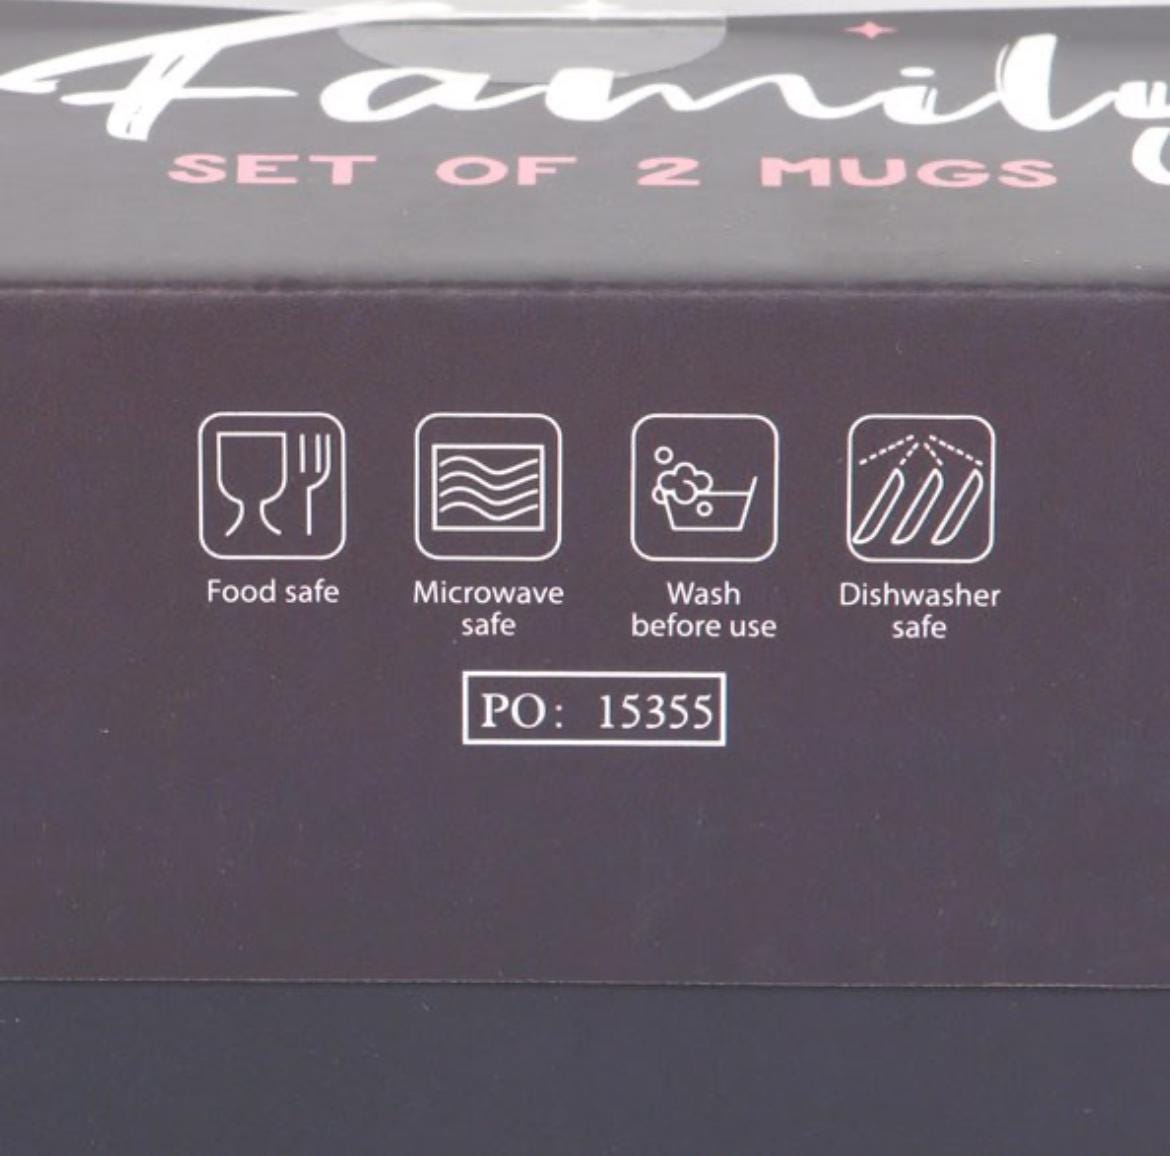 Family
SET OF 2 MUGS
Food safe
Microwave
safe
Wash
before use
Dishwasher
safe
PO: 15355